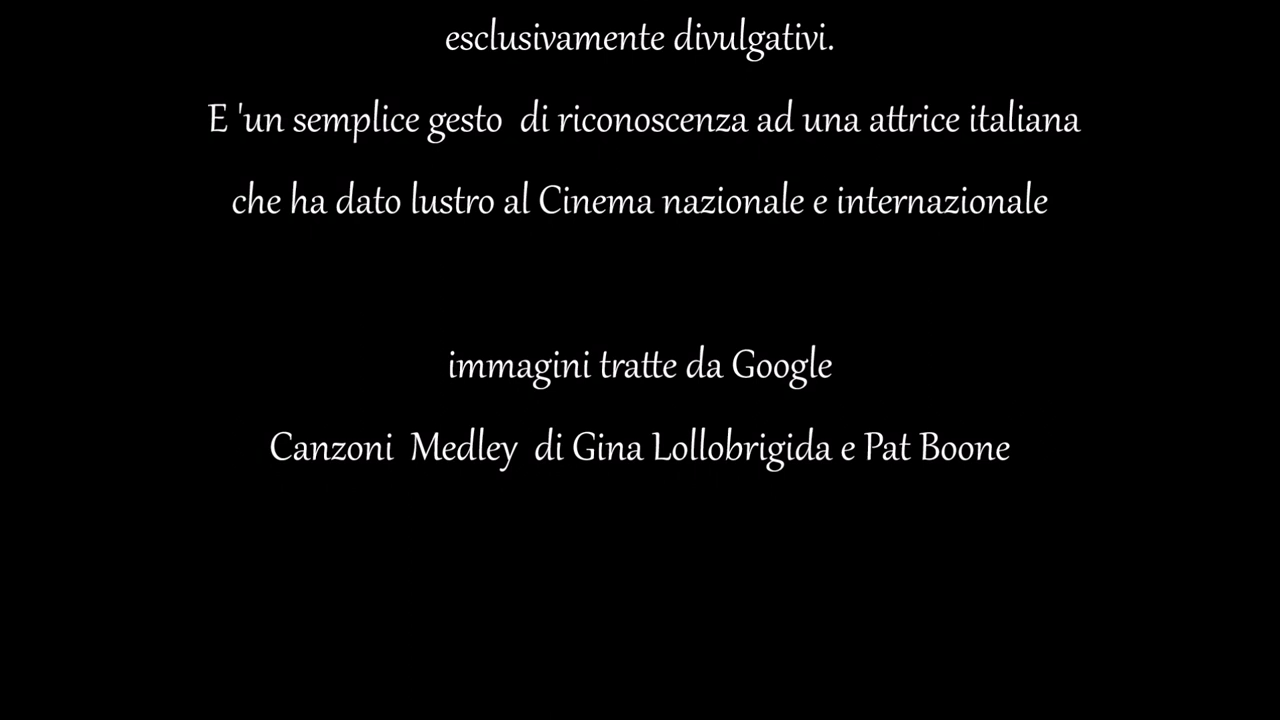 esclusivamente divulgativi.
E 'un semplice gesto  di riconoscenza ad una attrice italiana
che ha dato lustro al Cinema nazionale e internazionale
immagini tratte da Google
Canzoni  Medley  di Gina Lollobrigida e Pat Boone